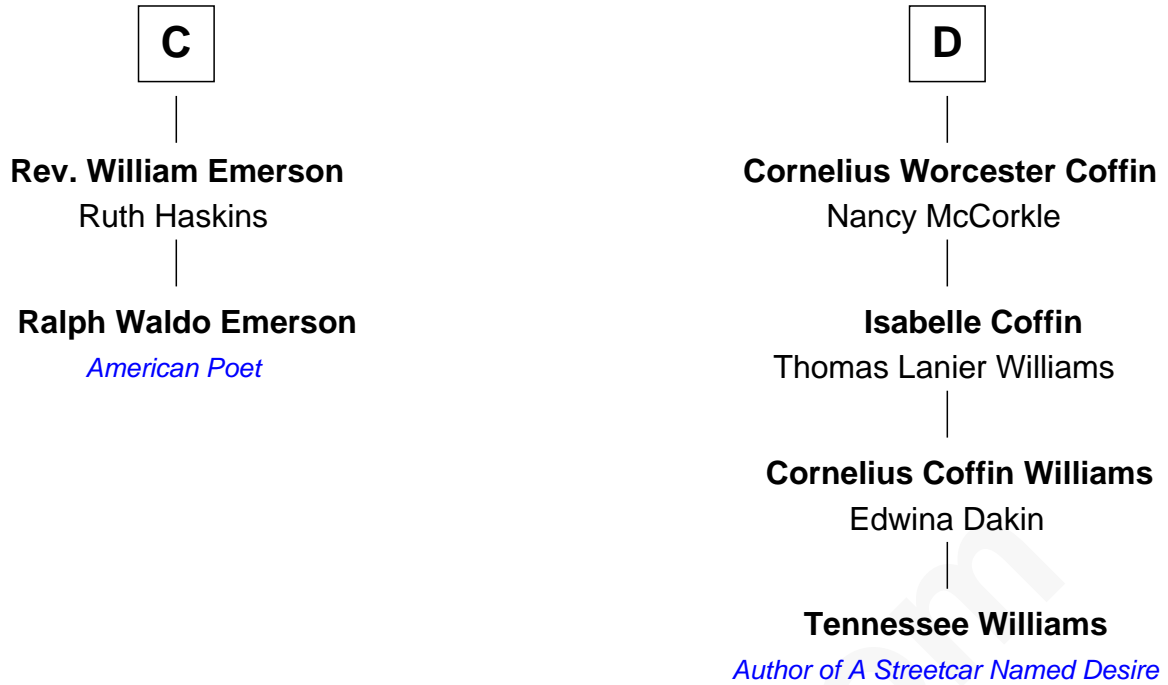 C
Rev. William Emerson
Ruth Haskins
Ralph Waldo Emerson
American Poet
D
Cornelius Worcester Coffin
Nancy McCorkle
Isabelle Coffin
Thomas Lanier Williams
Cornelius Coffin Williams
Edwina Dakin
Tennessee Williams
Author of A Streetcar Named Desire